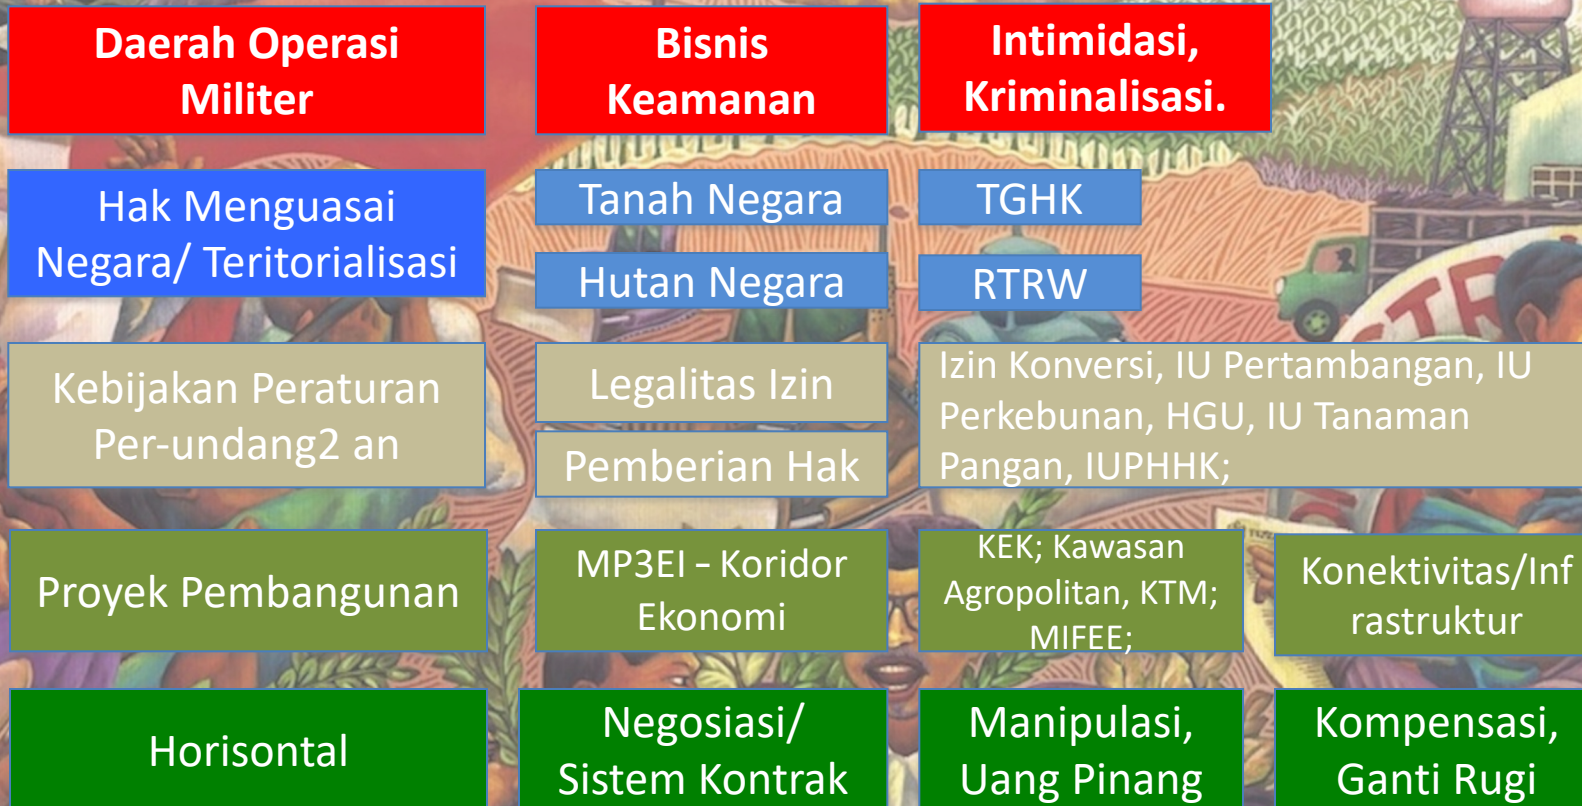 Daerah Operasi
Militer
Bisnis
Keamanan
Intimidasi,
Kriminalisasi.
Hak Menguasai
Negara/ Teritorialisasi
Tanah Negara
TGHK
Hutan Negara
RTRW
Kebijakan Peraturan
Per-undang2 an
Legalitas Izin
Pemberian Hak
Izin Konversi, IU Pertambangan, IU
Perkebunan, HGU, IU Tanaman
Pangan, IUPHHK;
Proyek Pembangunan
MP3EI – Koridor
Ekonomi
KEK; Kawasan
Agropolitan, KTM;
MIFEE;
Konektivitas/Inf
rastruktur
Horisontal
Negosiasi/
Sistem Kontrak
Manipulasi,
Uang Pinang
Kompensasi,
Ganti Rugi